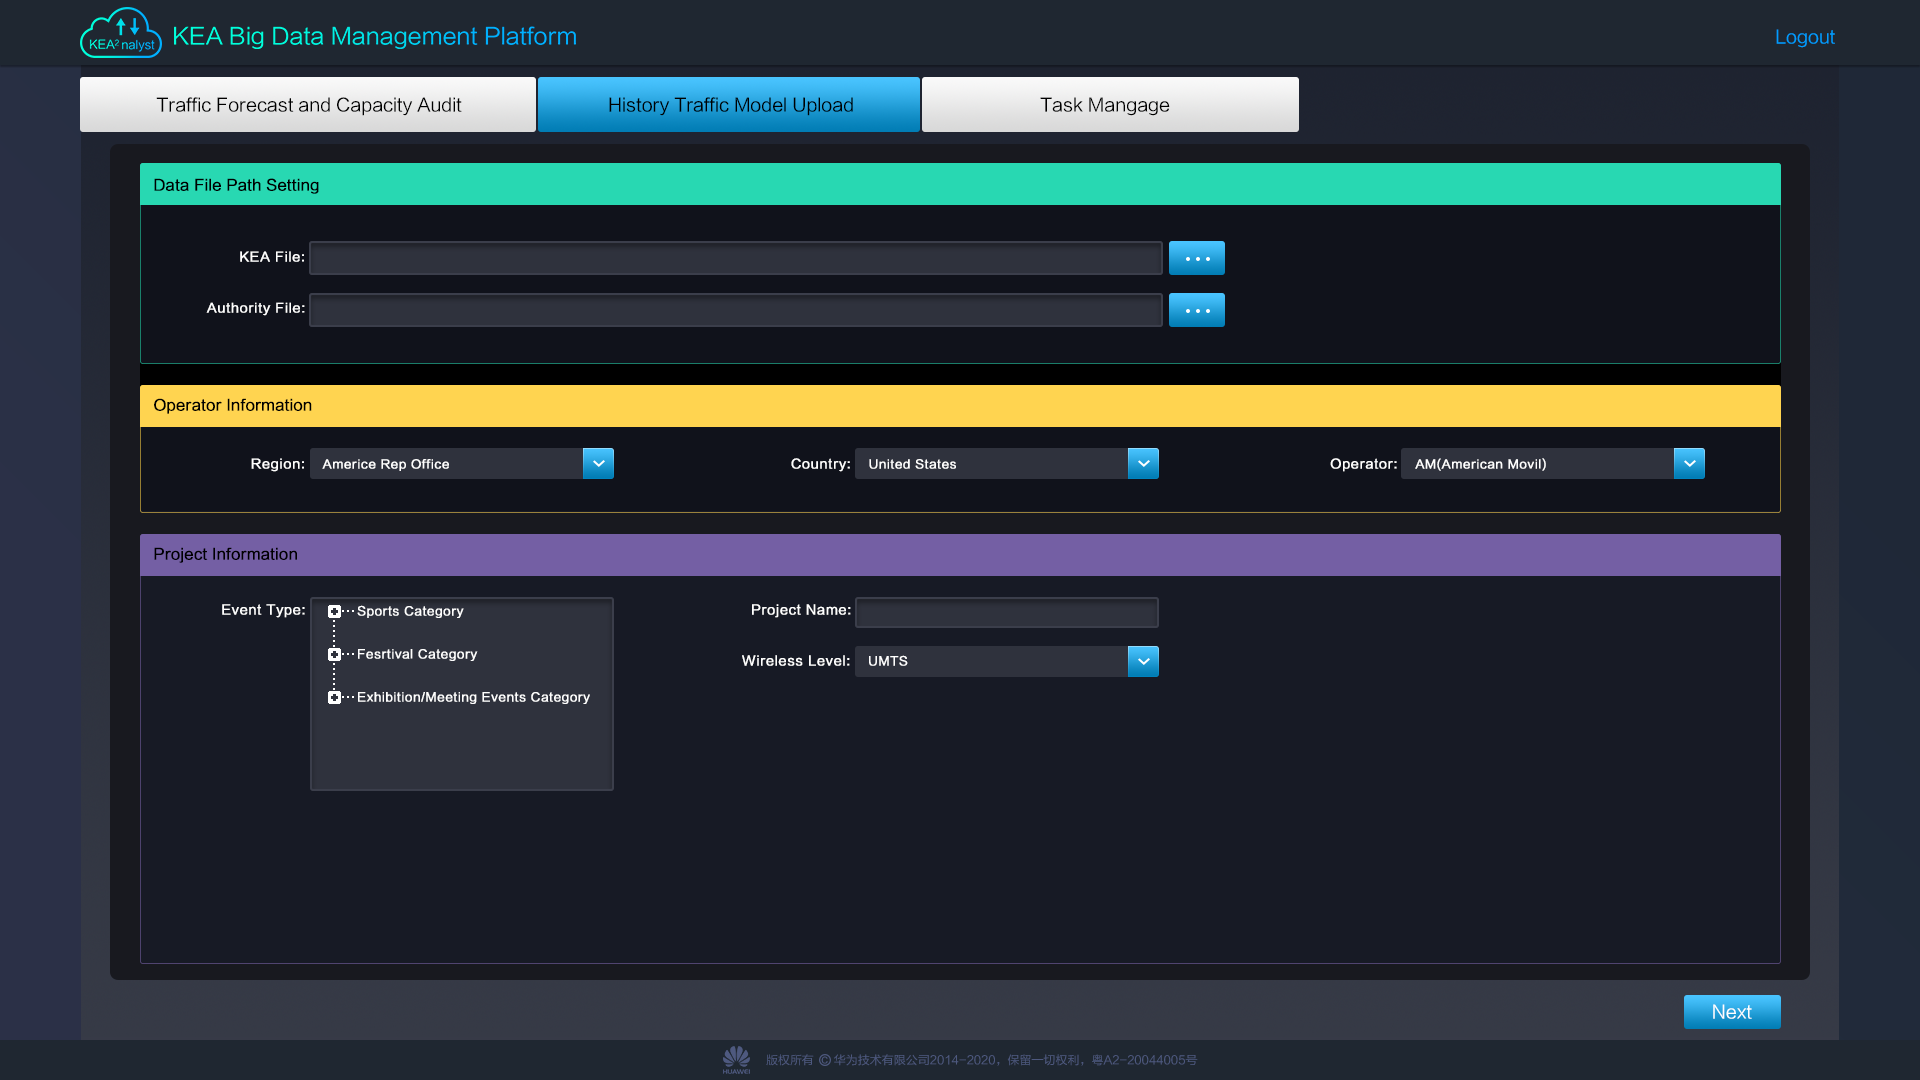 KEA²nalyst
KEA Big Data Management Platform
Logout
Traffic Forecast and Capacity Audit
History Traffic Model Upload
Task Mangage
Data File Path Setting
KEA File:
Authority File:
Operator Information
Region: Americe Rep Office
Country: United States
Operator: AM(American Movil)
Project Information
Event Type:
Sports Category
Fesrtival Category
Exhibition/Meeting Events Category
Project Name:
Wireless Level: UMTS
Next
HUAWEI
版权所有 © 华为技术有限公司2014-2020，保留一切权利，粤A2-20044005号